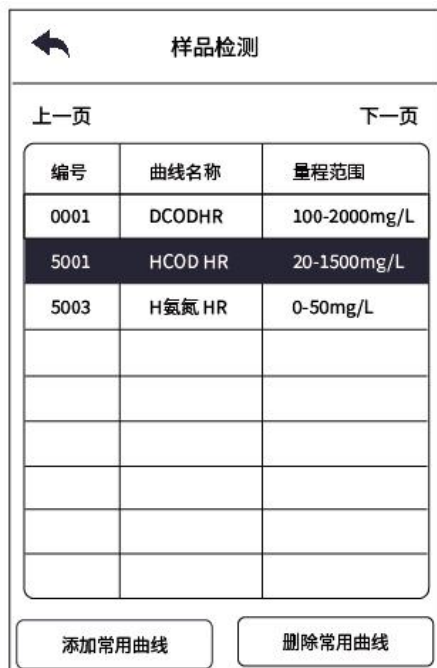 样品检测
上一页 下一页
编号 曲线名称 量程范围
0001 DCODHR 100-2000mg/L
5001 HCOD HR 20-1500mg/L
5003 H氨氮 HR 0-50mg/L
添加常用曲线 删除常用曲线